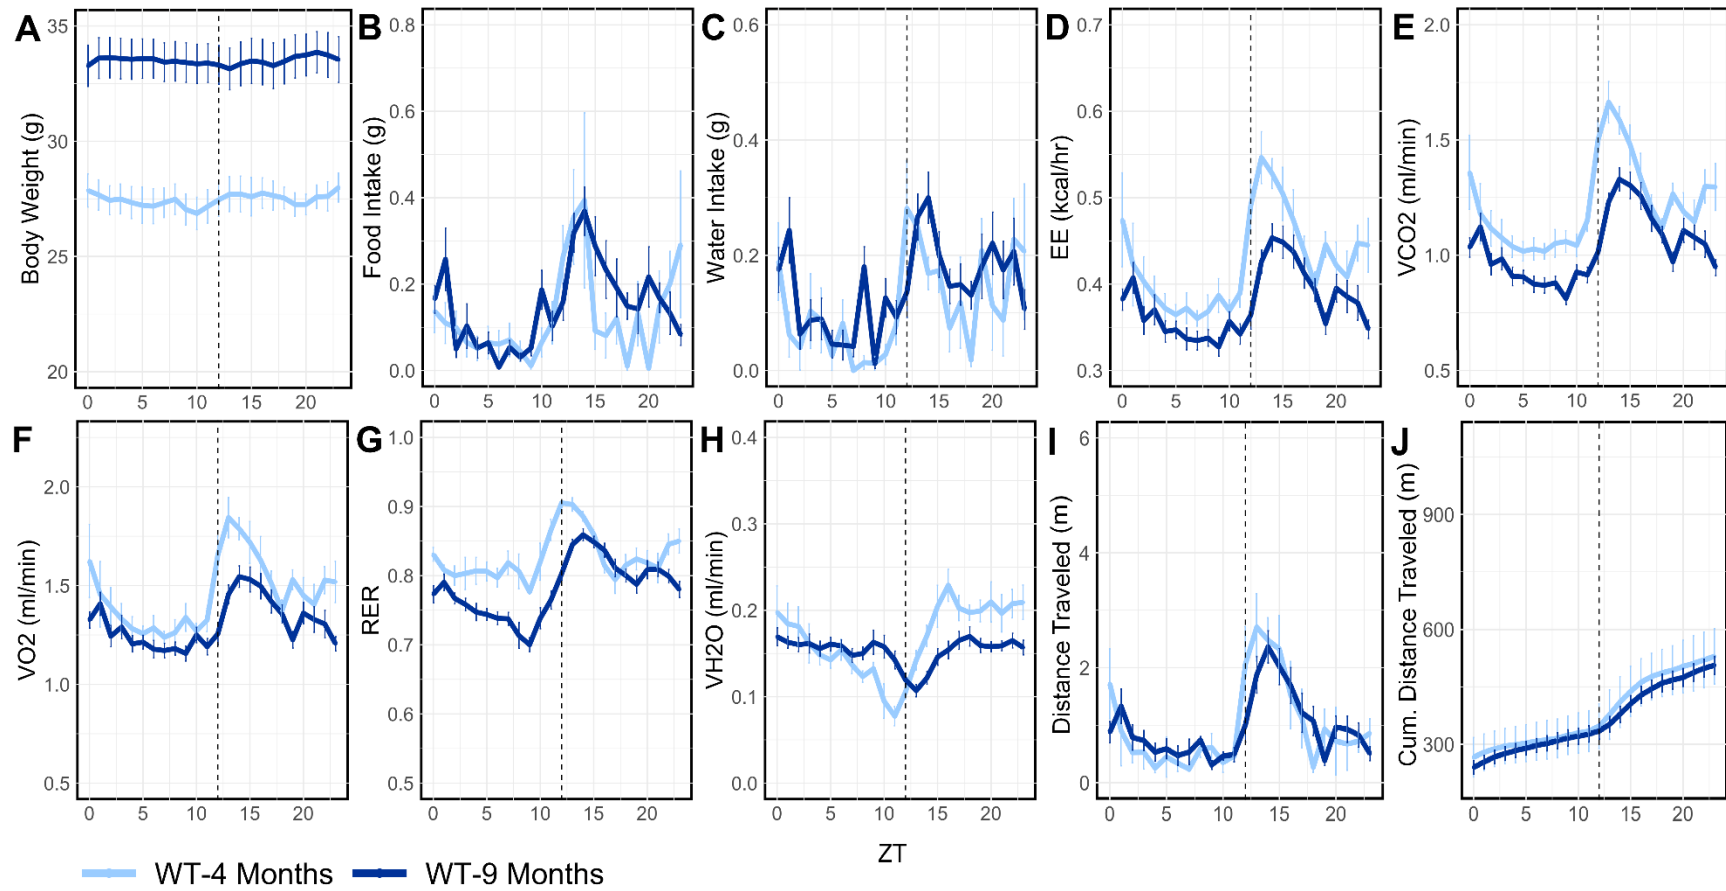 A
Body Weight (g)
35
30
25
20
0 5 10 15 20
B
Food Intake (g)
0.8
0.6
0.4
0.2
0.0
0 5 10 15 20
C
Water Intake (g)
0.6
0.4
0.2
0.0
0 5 10 15 20
D
EE (kcal/hr)
0.7
0.6
0.5
0.4
0.3
0 5 10 15 20
E
VCO2 (ml/min)
2.0
1.5
1.0
0.5
0 5 10 15 20
F
VO2 (ml/min)
2.0
1.5
1.0
0.5
0 5 10 15 20
G
RER
1.0
0.9
0.8
0.7
0.6
0.5
0 5 10 15 20
H
VH2O (ml/min)
0.4
0.3
0.2
0.1
0.0
0 5 10 15 20
I
Distance Traveled (m)
6
4
2
0
0 5 10 15 20
J
Cum. Distance Traveled (m)
900
600
300
0 5 10 15 20
ZT
WT-4 Months WT-9 Months